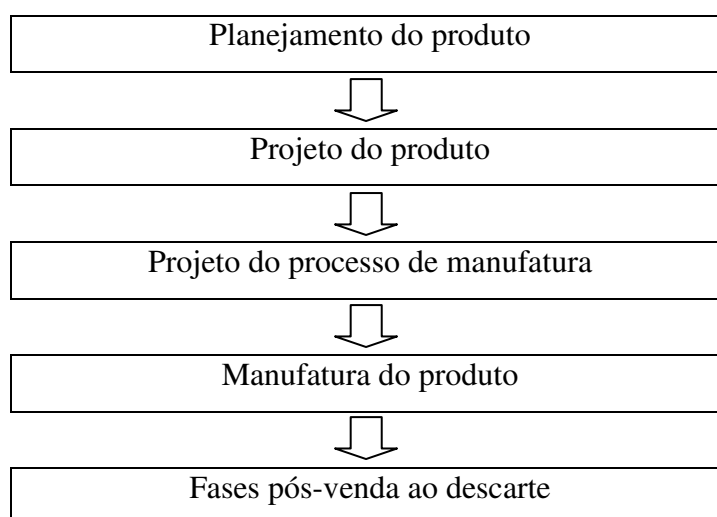 Planejamento do produto
Projeto do produto
Projeto do processo de manufatura
Manufatura do produto
Fases pós-venda ao descarte